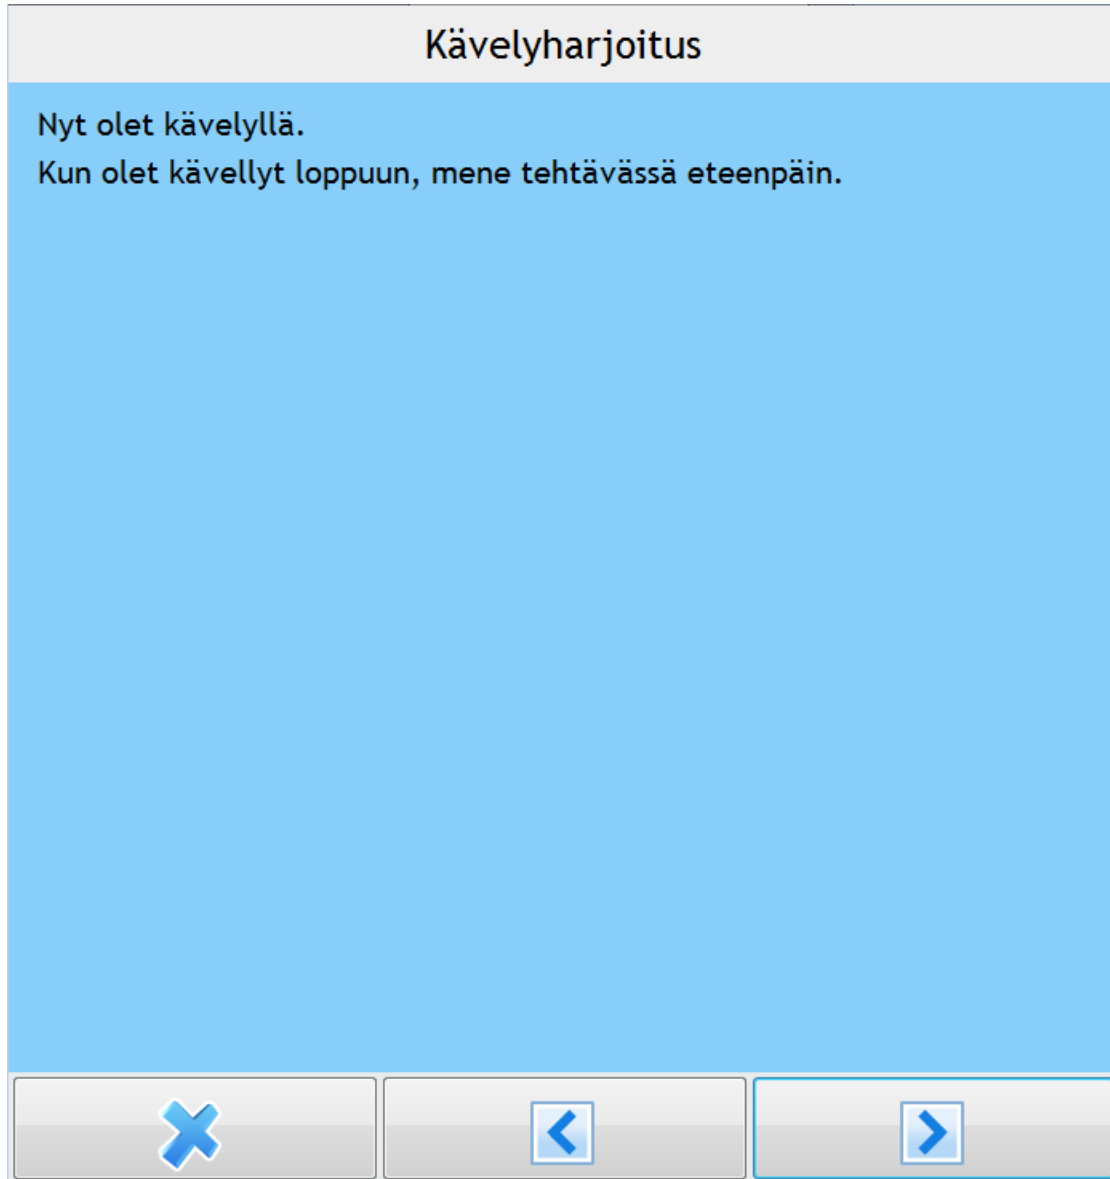 Kävelyharjoitus
Nyt olet kävelyllä.
Kun olet kävellyt loppuun, mene tehtävässä eteenpäin.